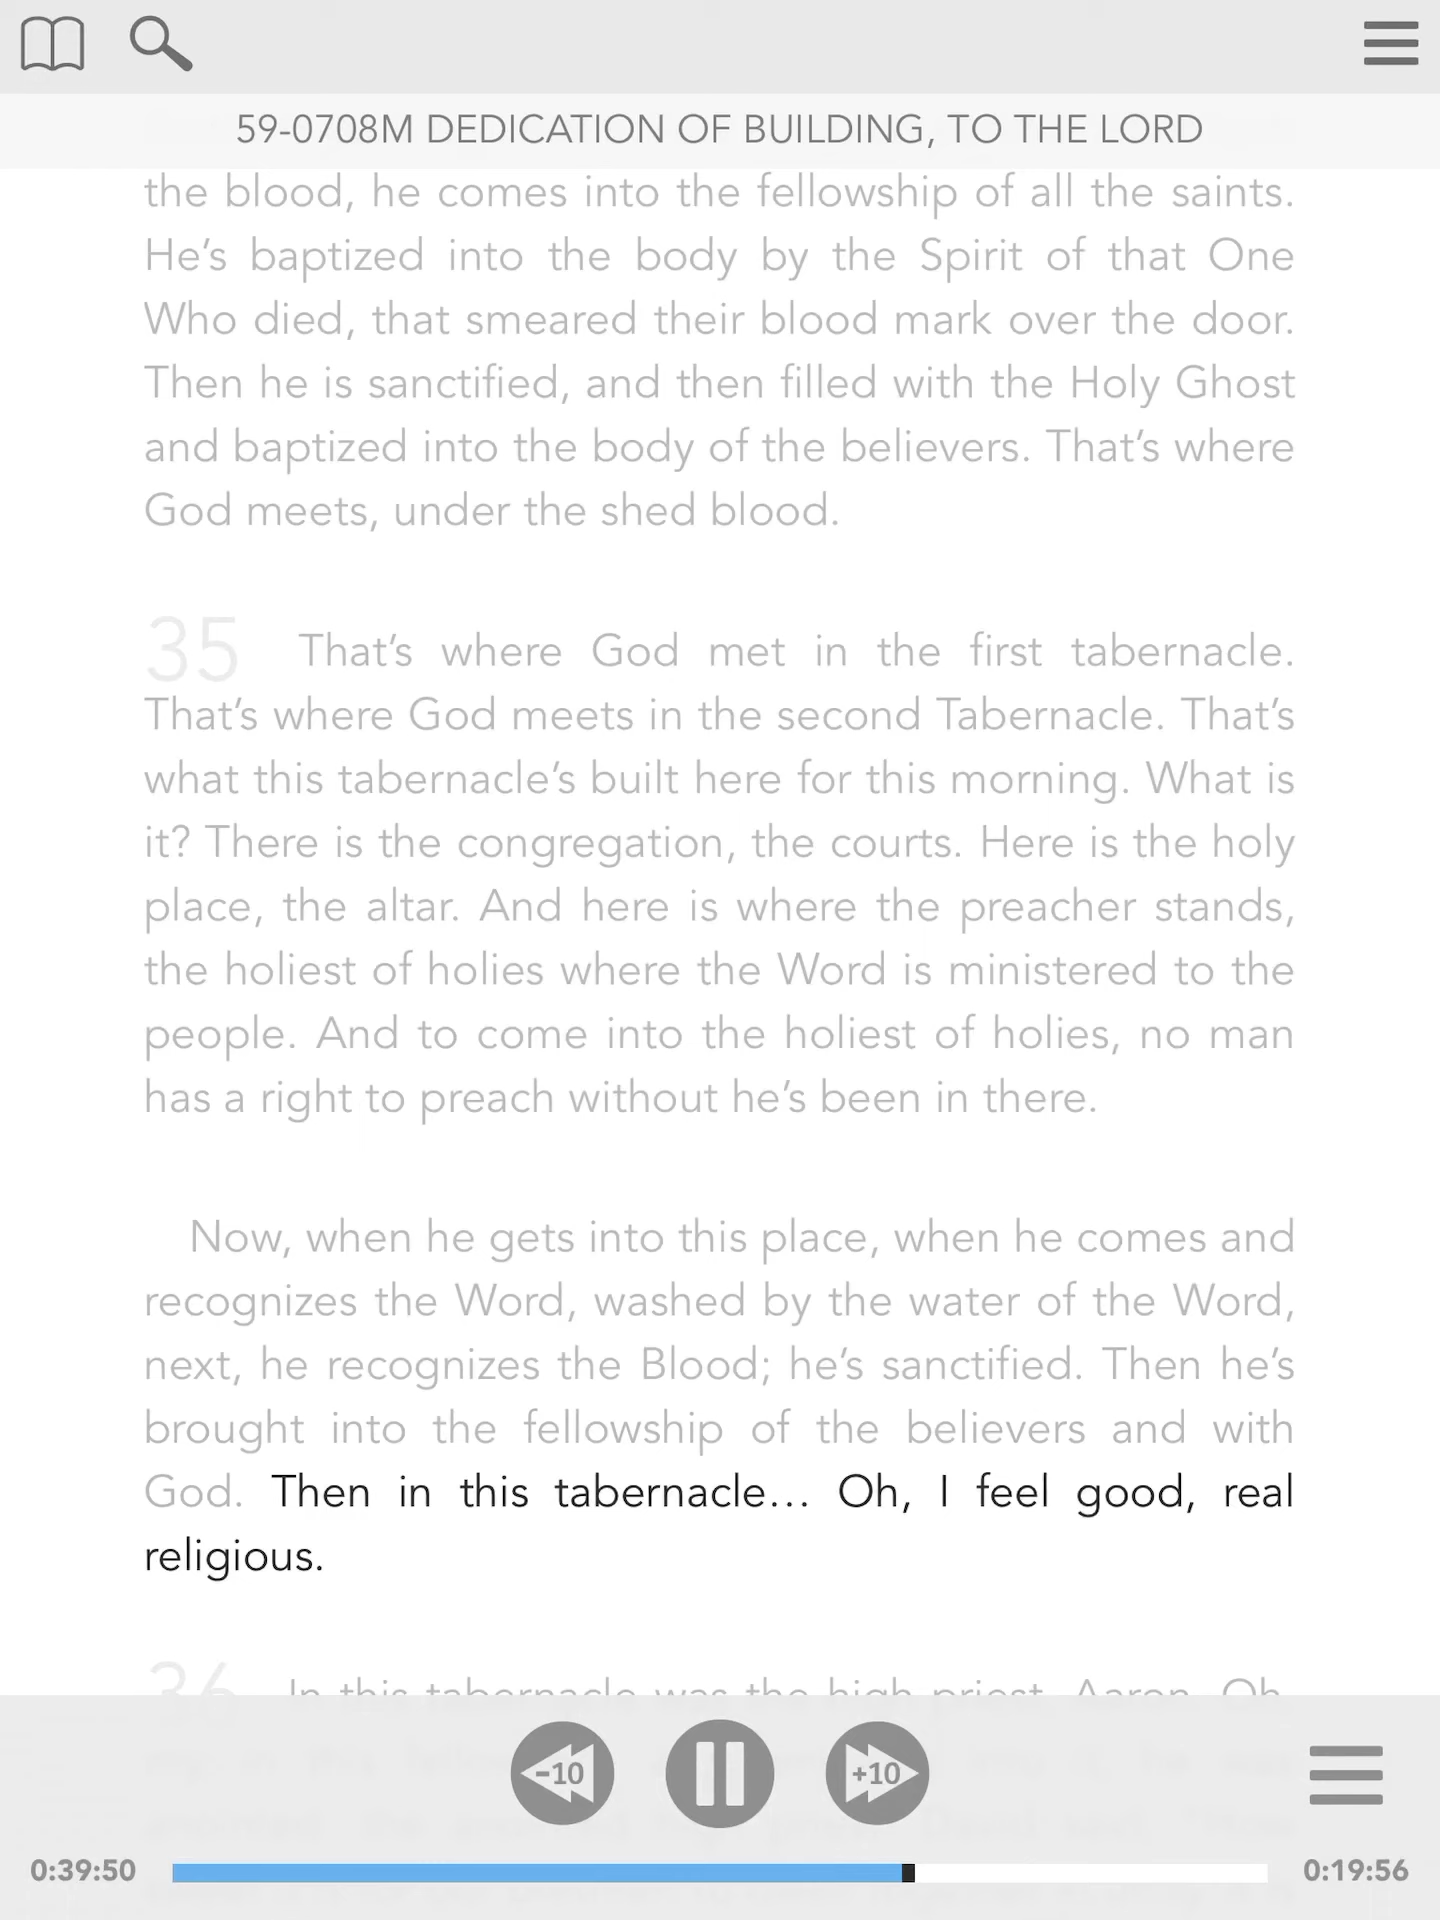 59-0708M DEDICATION OF BUILDING, TO THE LORD
the blood, he comes into the fellowship of all the saints.
He’s baptized into the body by the Spirit of that One
Who died, that smeared their blood mark over the door.
Then he is sanctified, and then filled with the Holy Ghost
and baptized into the body of the believers. That’s where
God meets, under the shed blood.
35 That’s where God met in the first tabernacle.
That’s where God meets in the second Tabernacle. That’s
what this tabernacle’s built here for this morning. What is
it? There is the congregation, the courts. Here is the holy
place, the altar. And here is where the preacher stands,
the holiest of holies where the Word is ministered to the
people. And to come into the holiest of holies, no man
has a right to preach without he’s been in there.
Now, when he gets into this place, when he comes and
recognizes the Word, washed by the water of the Word,
next, he recognizes the Blood; he’s sanctified. Then he’s
brought into the fellowship of the believers and with
God. Then in this tabernacle… Oh, I feel good, real
religious.
36 In this tabernacle was the high priest, Aaron. Oh,
-10 +10
0:39:50 0:19:56